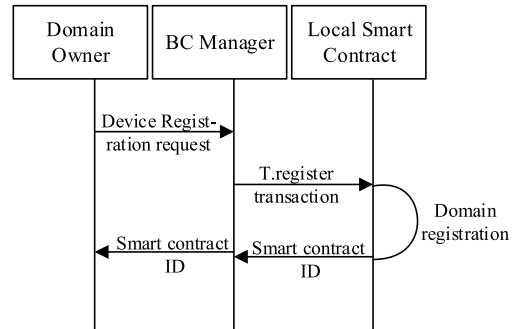 Domain
Owner
BC Manager
Local Smart
Contract
Device Regist-
ration request
T.register
transaction
Domain
registration
Smart contract
ID
Smart contract
ID